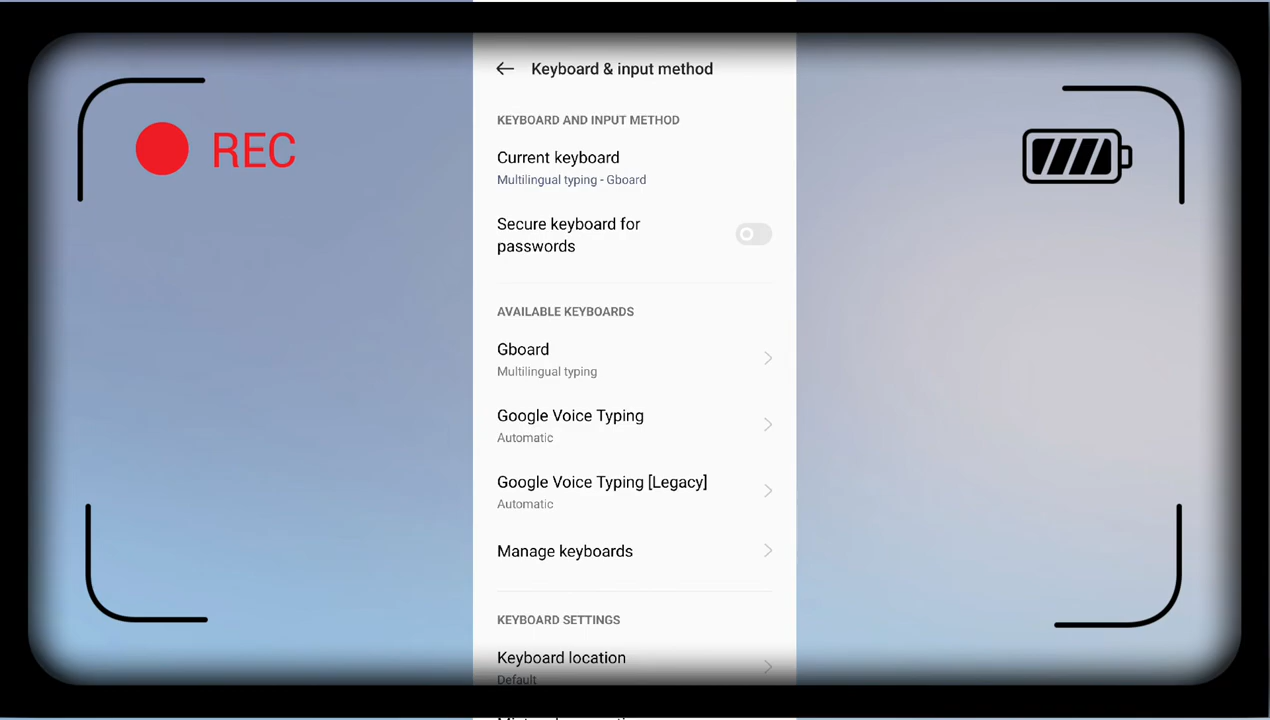 REC
Keyboard & input method
KEYBOARD AND INPUT METHOD
Current keyboard
Multilingual typing - Gboard
Secure keyboard for
passwords
AVAILABLE KEYBOARDS
Gboard
Multilingual typing
Google Voice Typing
Automatic
Google Voice Typing [Legacy]
Automatic
Manage keyboards
KEYBOARD SETTINGS
Keyboard location
Default